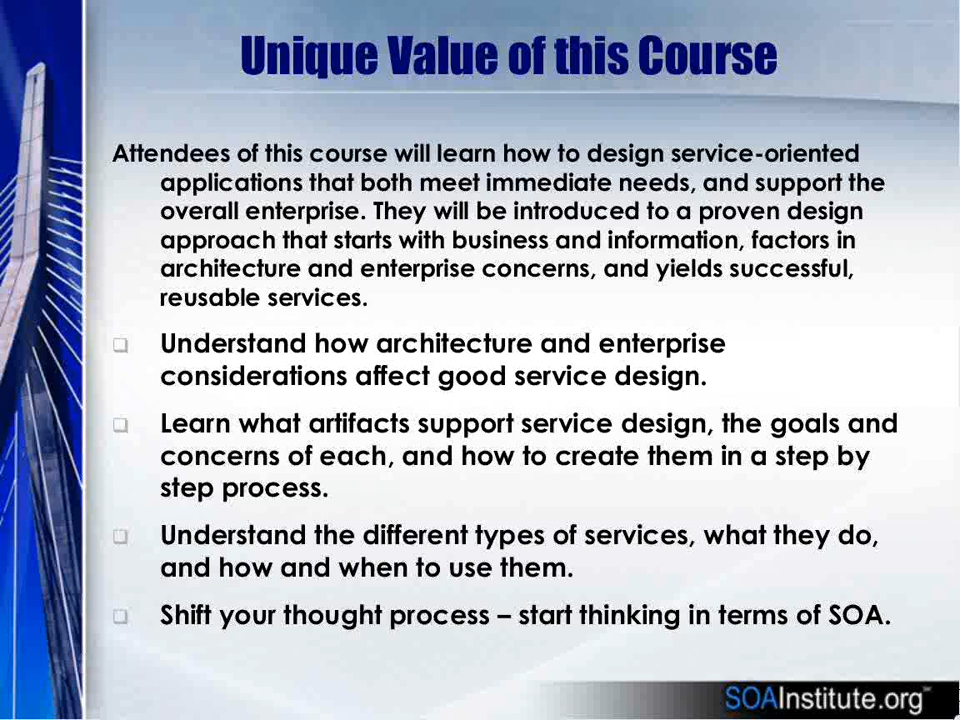 Unique Value of this Course
Attendees of this course will learn how to design service-oriented
applications that both meet immediate needs, and support the
overall enterprise. They will be introduced to a proven design
approach that starts with business and information, factors in
architecture and enterprise concerns, and yields successful,
reusable services.
Understand how architecture and enterprise
considerations affect good service design.
Learn what artifacts support service design, the goals and
concerns of each, and how to create them in a step by
step process.
Understand the different types of services, what they do,
and how and when to use them.
Shift your thought process – start thinking in terms of SOA.
SOAInstitute.org℠